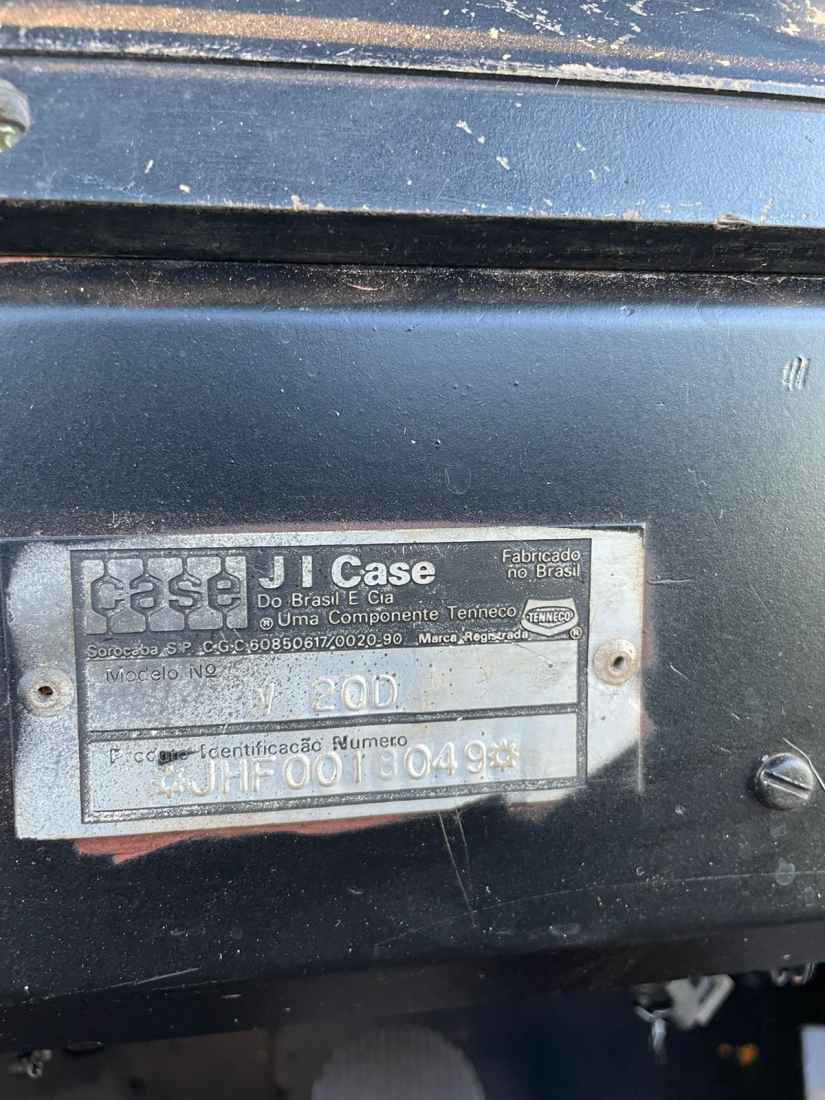 case
J I Case
Fabricado
no Brasil
Do Brasil E Cia
® Uma Componente Tenneco
TENNECO
®
Sorocaba S.P. C.G.C 60850617/0020-90 Marca Registrada
Modelo Nº
W 20D
Identificacão Numero
JHF0018049